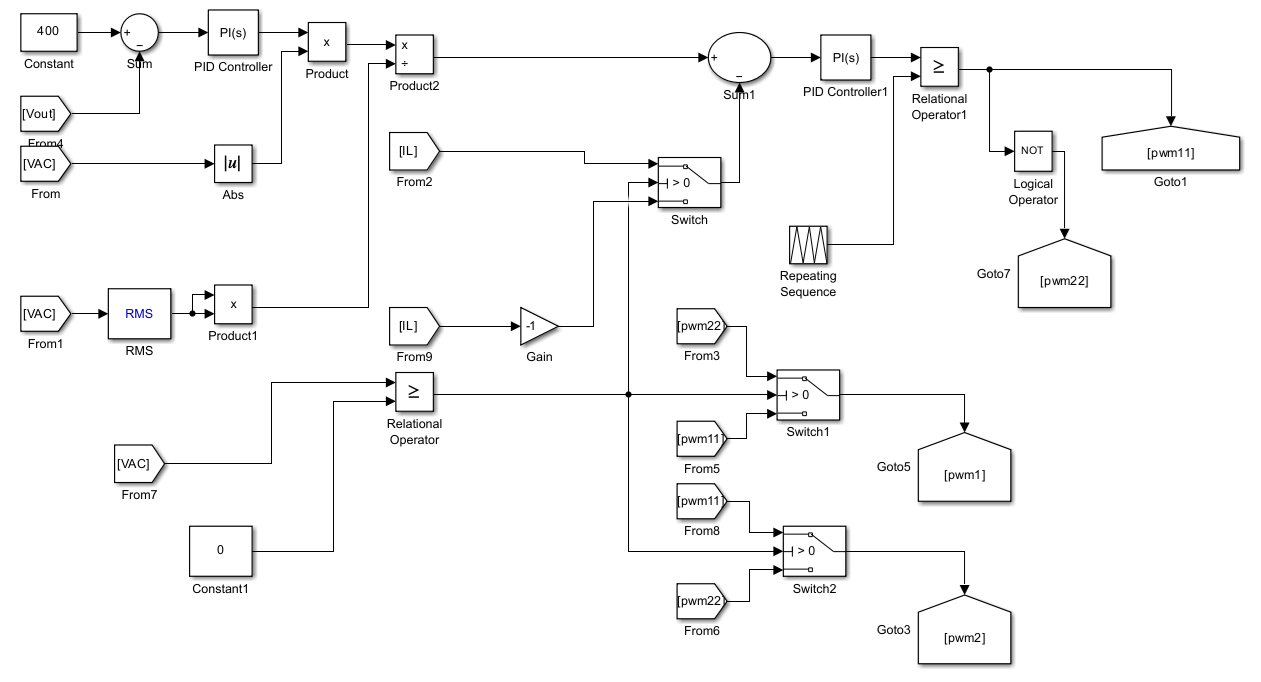 400
Constant
+
−
Sum
PI(s)
PID Controller
x
Product
x
÷
Product2
+
−
Sum1
PI(s)
PID Controller1
≥
Relational
Operator1
[Vout]
From4
[VAC]
From
|u|
Abs
[IL]
From2
> 0
Switch
NOT
Logical
Operator
[pwm11]
Goto1
Repeating
Sequence
Goto7
[pwm22]
[VAC]
From1
RMS
RMS
x
Product1
[IL]
From9
-1
Gain
[pwm22]
From3
≥
Relational
Operator
> 0
Switch1
[pwm11]
From5
Goto5
[pwm1]
[VAC]
From7
[pwm11]
From8
0
Constant1
> 0
Switch2
[pwm22]
From6
Goto3
[pwm2]